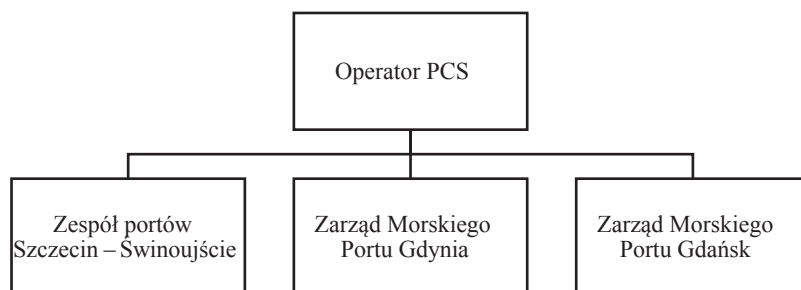 Operator PCS
Zespół portów
Szczecin – Świnoujście
Zarząd Morskiego
Portu Gdynia
Zarząd Morskiego
Portu Gdańsk